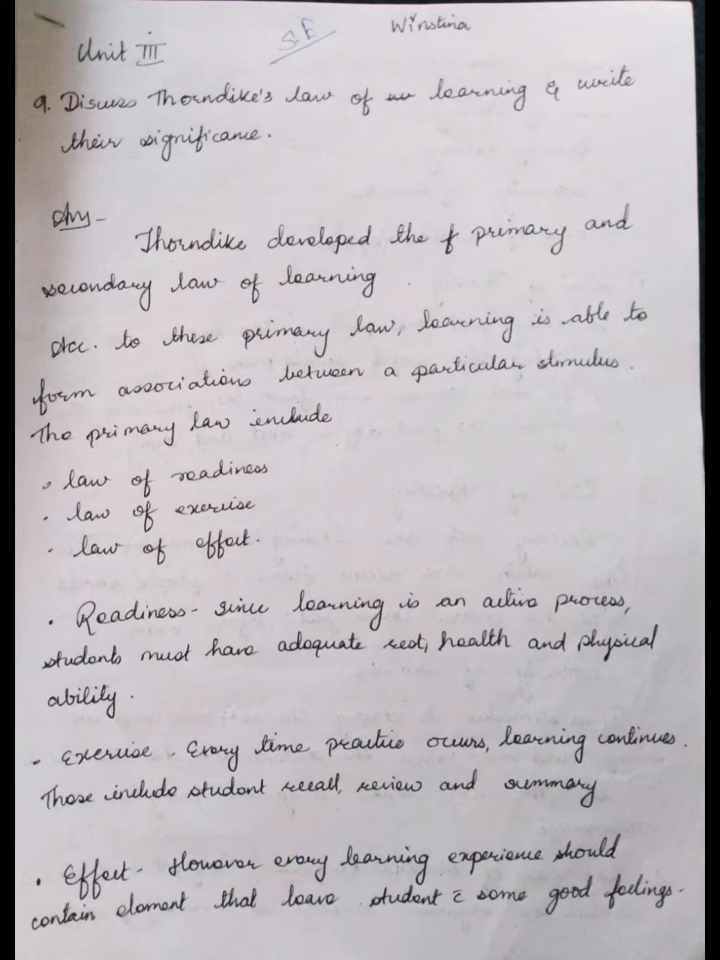 Winstina
S.E
Unit III
9. Discuss Thorndike's law of learning & write
their significance.
Ans -
Thorndike developed the primary and
secondary law of learning
Acc. to these primary law, learning is able to
form associations between a particular stimulus.
The primary law include
• law of readiness
• law of exercise
• law of effect.
• Readiness - since learning is an active process,
students must have adequate rest, health and physical
ability.
• Exercise - Every time practice occurs, learning continues.
These include student recall, review and summary
• Effect - However every learning experience should
contain element that leave student c̄ some good feelings.